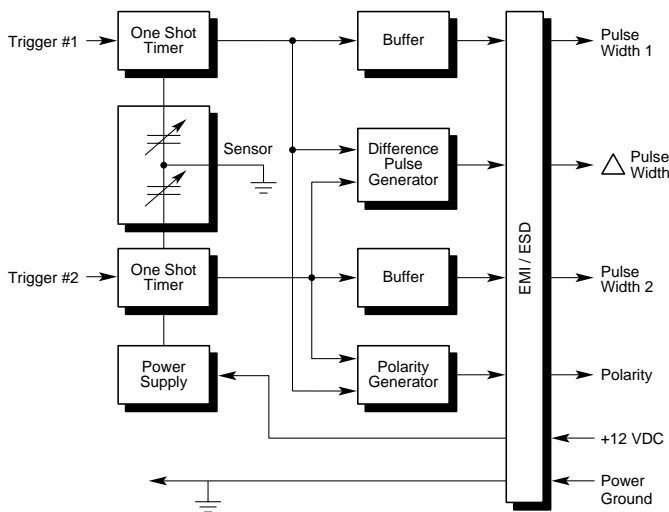 Trigger #1
One Shot
Timer
Buffer
Pulse
Width 1
Sensor
Difference
Pulse
Generator
Pulse
Width
EMI / ESD
Trigger #2
One Shot
Timer
Buffer
Pulse
Width 2
Power
Supply
Polarity
Generator
Polarity
+12 VDC
Power
Ground